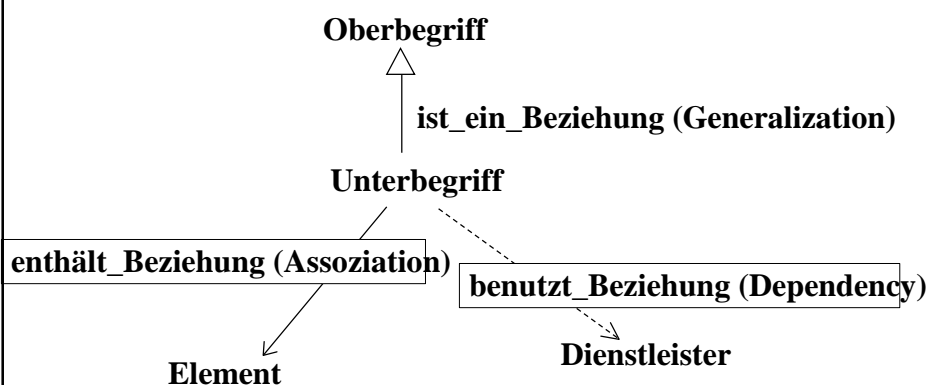 Oberbegriff
ist_ein_Beziehung (Generalization)
Unterbegriff
enthält_Beziehung (Assoziation)
benutzt_Beziehung (Dependency)
Dienstleister
Element